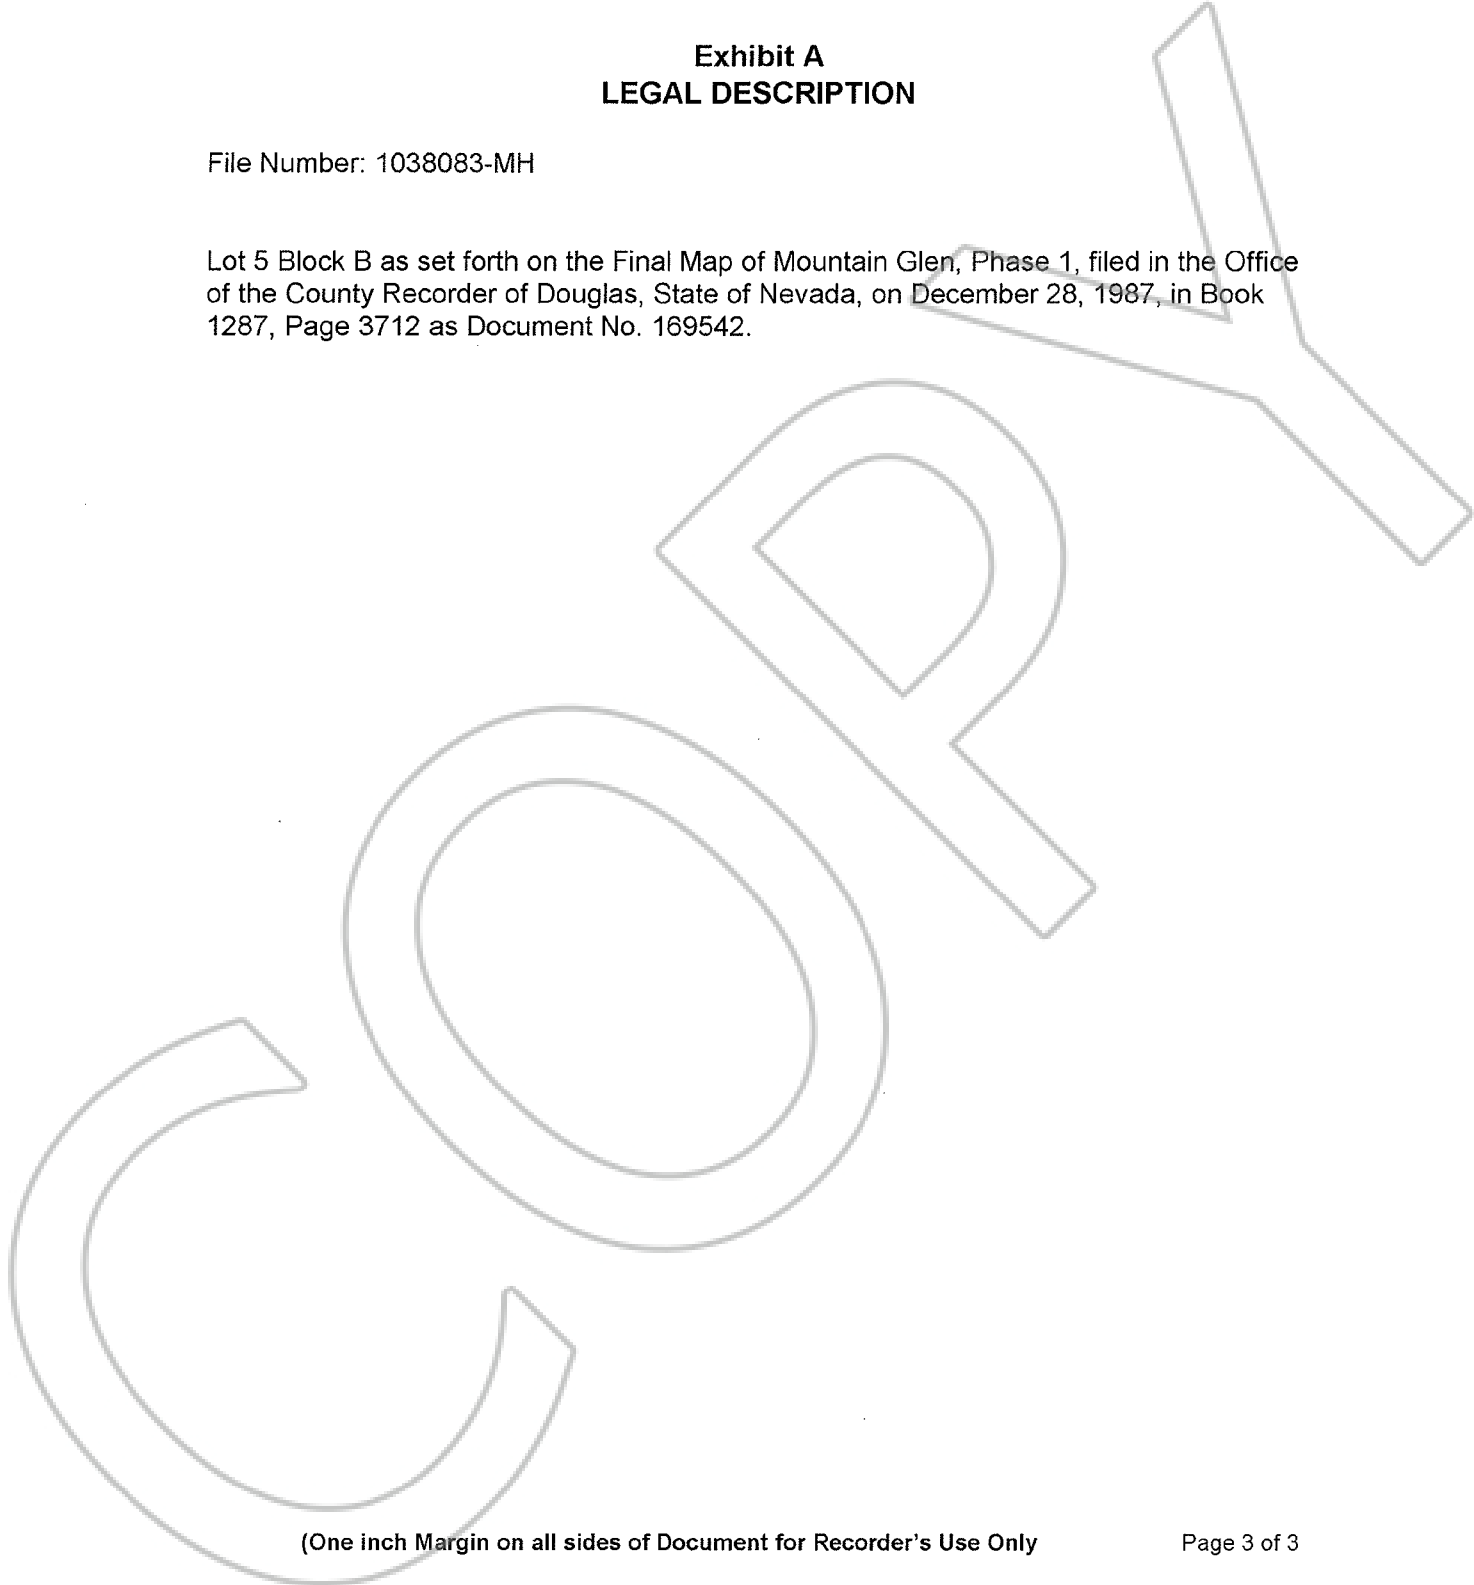 Exhibit A
LEGAL DESCRIPTION
File Number: 1038083-MH
Lot 5 Block B as set forth on the Final Map of Mountain Glen, Phase 1, filed in the Office
of the County Recorder of Douglas, State of Nevada, on December 28, 1987, in Book
1287, Page 3712 as Document No. 169542.
COPY
(One inch Margin on all sides of Document for Recorder's Use Only
Page 3 of 3